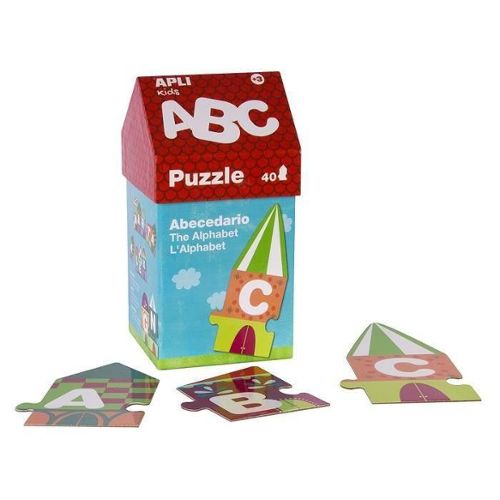 APLI
kids
+3
ABC
Puzzle
40
Abecedario
The Alphabet
L'Alphabet
C
A
B
C